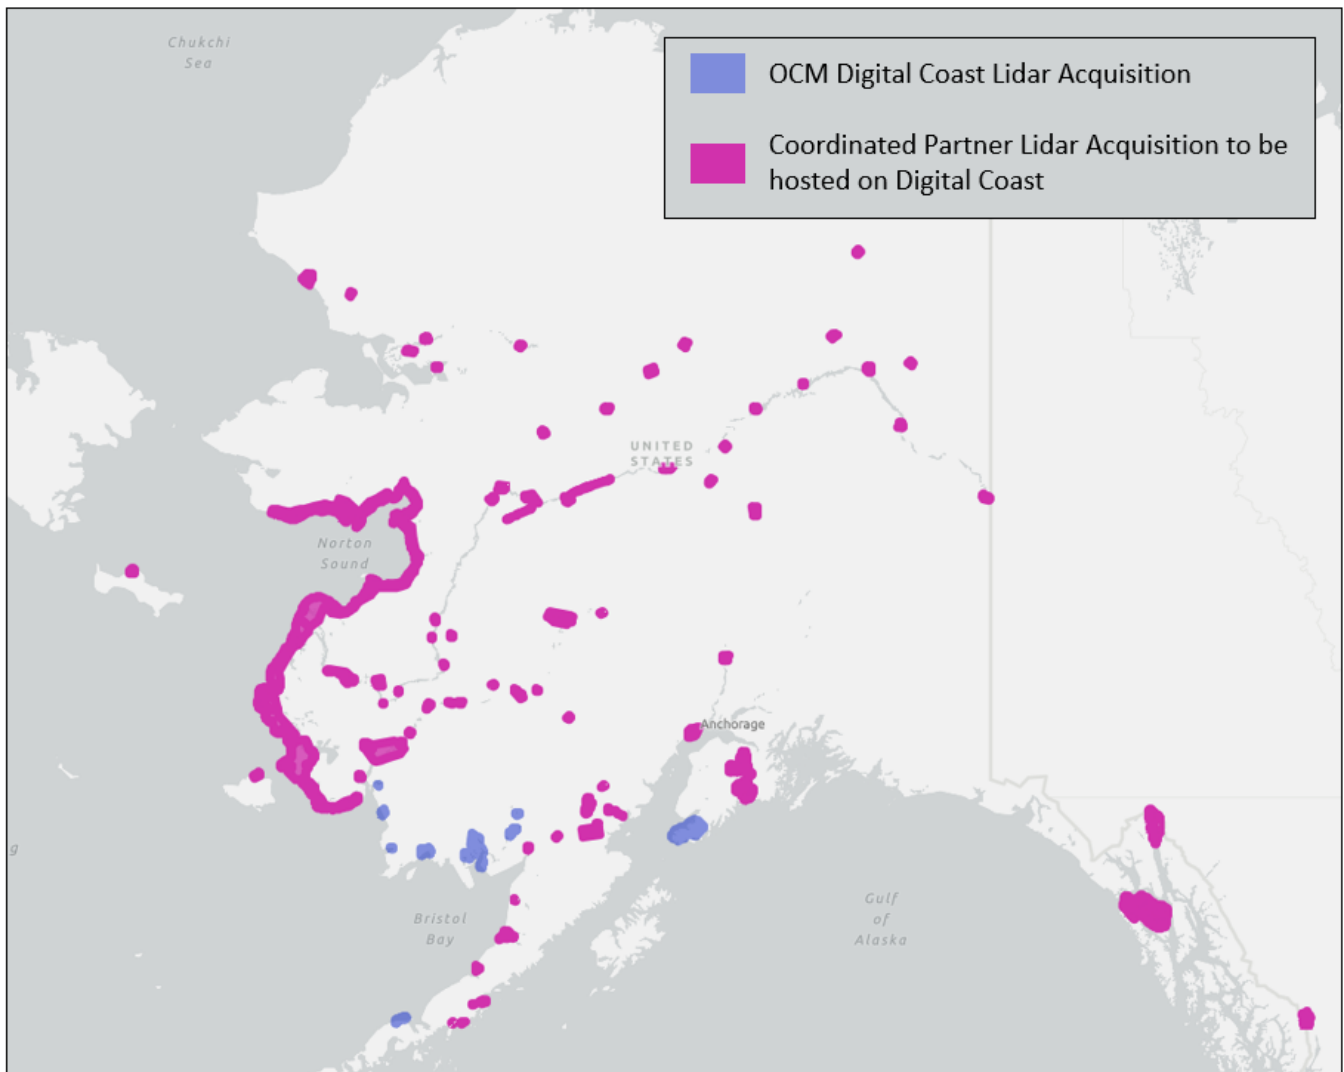 Chukchi
Sea
OCM Digital Coast Lidar Acquisition
Coordinated Partner Lidar Acquisition to be
hosted on Digital Coast
UNITED
STATES
Norton
Sound
Anchorage
g
Bristol
Bay
Gulf
of
Alaska